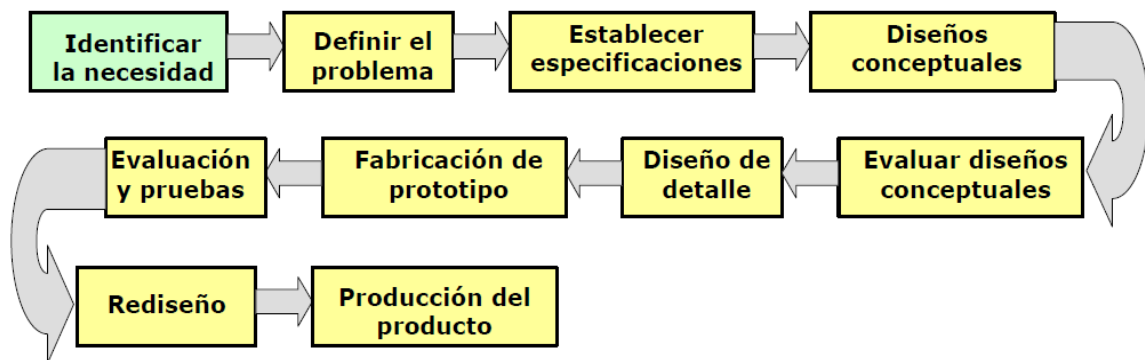 Identificar
la necesidad
Definir el
problema
Establecer
especificaciones
Diseños
conceptuales
Evaluar diseños
conceptuales
Diseño de
detalle
Fabricación de
prototipo
Evaluación
y pruebas
Rediseño
Producción del
producto